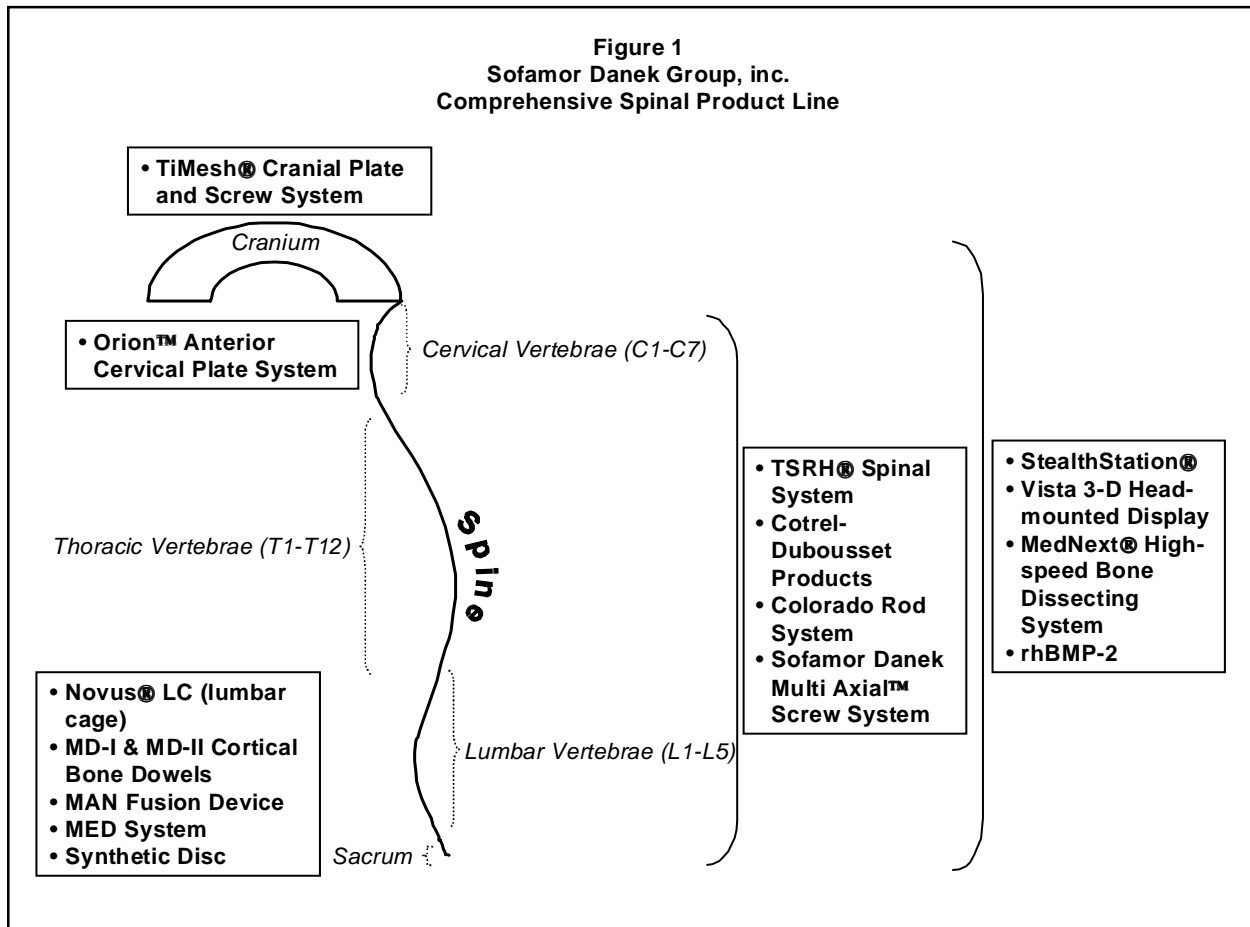 Figure 1
Sofamor Danek Group, inc.
Comprehensive Spinal Product Line
• TiMesh® Cranial Plate
and Screw System
Cranium
• Orion™ Anterior
Cervical Plate System
Cervical Vertebrae (C1-C7)
Thoracic Vertebrae (T1-T12)
Spine
• Novus® LC (lumbar
cage)
• MD-I & MD-II Cortical
Bone Dowels
• MAN Fusion Device
• MED System
• Synthetic Disc
Lumbar Vertebrae (L1-L5)
Sacrum
• TSRH® Spinal
System
• Cotrel-
Dubousset
Products
• Colorado Rod
System
• Sofamor Danek
Multi Axial™
Screw System
• StealthStation®
• Vista 3-D Head-
mounted Display
• MedNext® High-
speed Bone
Dissecting
System
• rhBMP-2